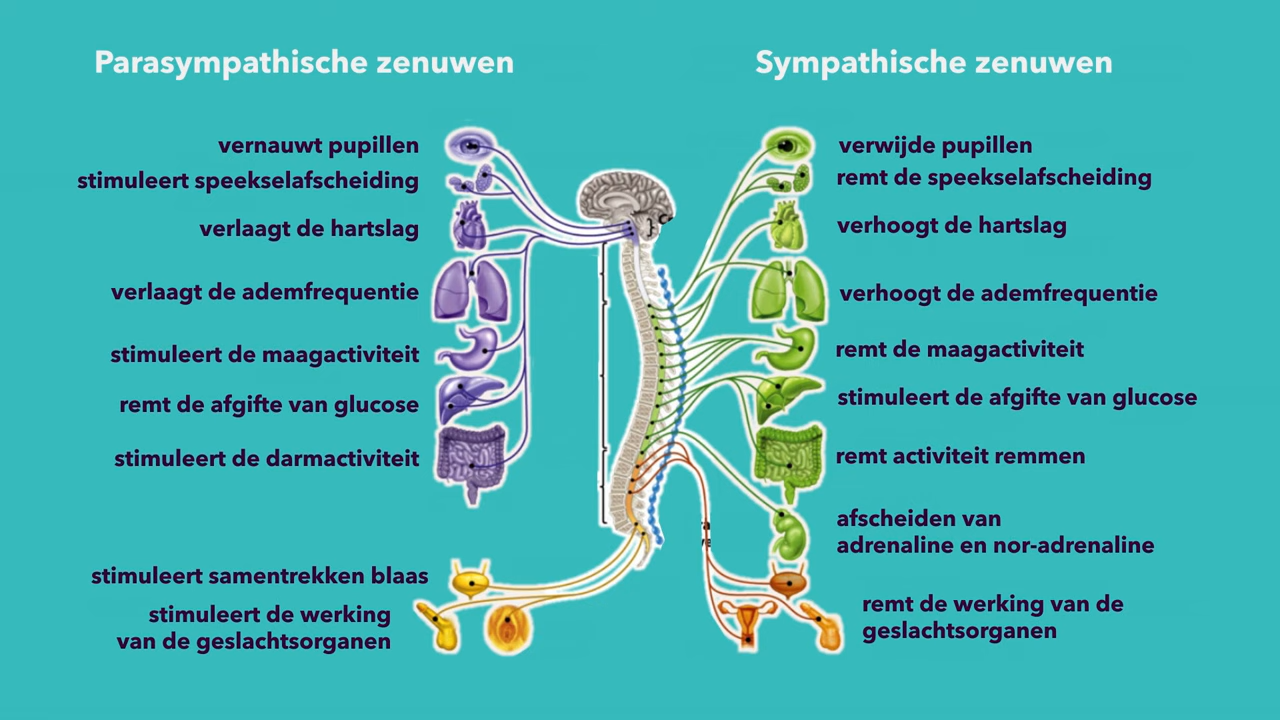 Parasympathische zenuwen
vernauwt pupillen
stimuleert speekselafscheiding
verlaagt de hartslag
verlaagt de ademfrequentie
stimuleert de maagactiviteit
remt de afgifte van glucose
stimuleert de darmactiviteit
stimuleert samentrekken blaas
stimuleert de werking
van de geslachtsorganen
Sympathische zenuwen
verwijde pupillen
remt de speekselafscheiding
verhoogt de hartslag
verhoogt de ademfrequentie
remt de maagactiviteit
stimuleert de afgifte van glucose
remt activiteit remmen
afscheiden van
adrenaline en nor-adrenaline
remt de werking van de
geslachtsorganen